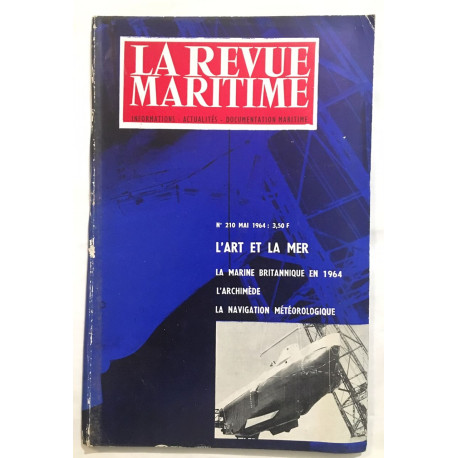 LA REVUE
MARITIME
INFORMATIONS - ACTUALITÉS - DOCUMENTATION MARITIME
N° 210 MAI 1964 : 3,50 F
L'ART ET LA MER
LA MARINE BRITANNIQUE EN 1964
L'ARCHIMÈDE
LA NAVIGATION MÉTÉOROLOGIQUE